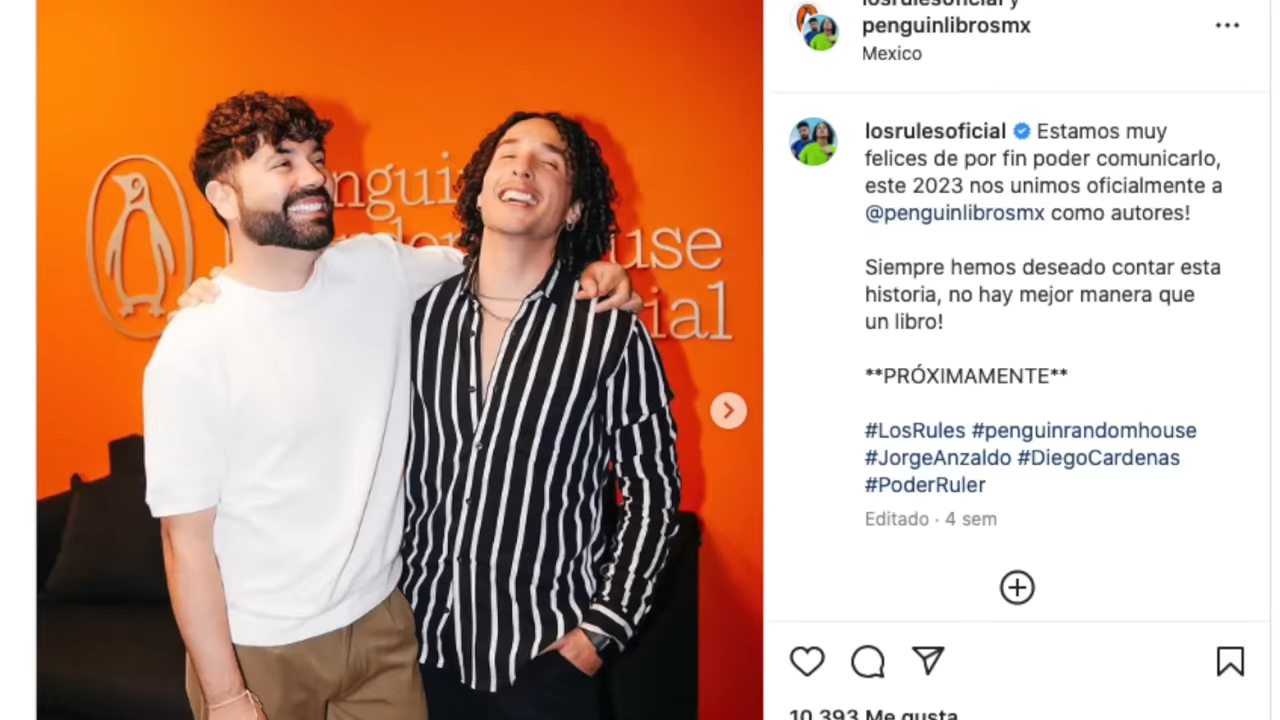 losrulesoficial y
penguinlibrosmx
Mexico
losrulesoficial Estamos muy
felices de por fin poder comunicarlo,
este 2023 nos unimos oficialmente a
@penguinlibrosmx como autores!
Siempre hemos deseado contar esta
historia, no hay mejor manera que
un libro!
**PRÓXIMAMENTE**
#LosRules #penguinrandomhouse
#JorgeAnzaldo #DiegoCardenas
#PoderRuler
Editado · 4 sem
10,393 Me gusta